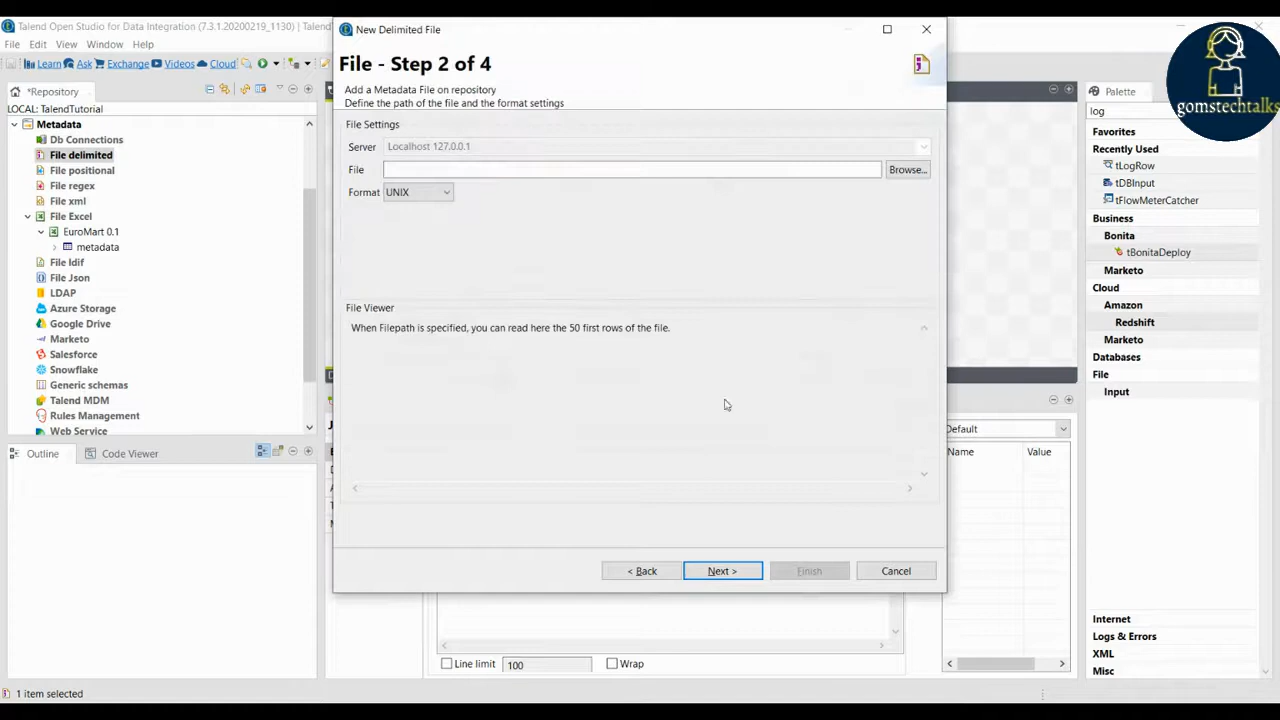 Talend Open Studio for Data Integration (7.3.1.20200219_1130) | Talend
File Edit View Window Help
Learn Ask Exchange Videos Cloud
*Repository
LOCAL: TalendTutorial
Metadata
Db Connections
File delimited
File positional
File regex
File xml
File Excel
EuroMart 0.1
metadata
File ldif
File Json
LDAP
Azure Storage
Google Drive
Marketo
Salesforce
Snowflake
Generic schemas
Talend MDM
Rules Management
Web Service
Outline Code Viewer
1 item selected
New Delimited File
File - Step 2 of 4
Add a Metadata File on repository
Define the path of the file and the format settings
File Settings
Server Localhost 127.0.0.1
File Browse...
Format UNIX
File Viewer
When Filepath is specified, you can read here the 50 first rows of the file.
< Back Next > Finish Cancel
Line limit 100 Wrap
Default
Name Value
gomstechtalks
Palette
log
Favorites
Recently Used
tLogRow
tDBInput
tFlowMeterCatcher
Business
Bonita
tBonitaDeploy
Marketo
Cloud
Amazon
Redshift
Marketo
Databases
File
Input
Internet
Logs & Errors
XML
Misc